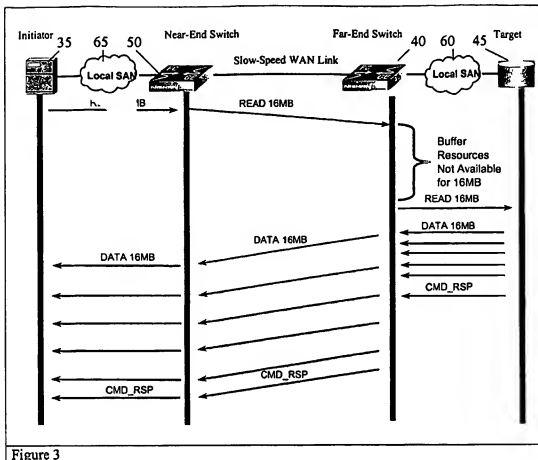 Initiator
Near-End Switch
Far-End Switch
Target
35
65
50
40
60
45
Slow-Speed WAN Link
Local SAN
Local SAN
READ 16MB
Buffer
Resources
Not Available
for 16MB
READ 16MB
DATA 16MB
DATA 16MB
DATA 16MB
CMD_RSP
CMD_RSP
CMD_RSP
Figure 3